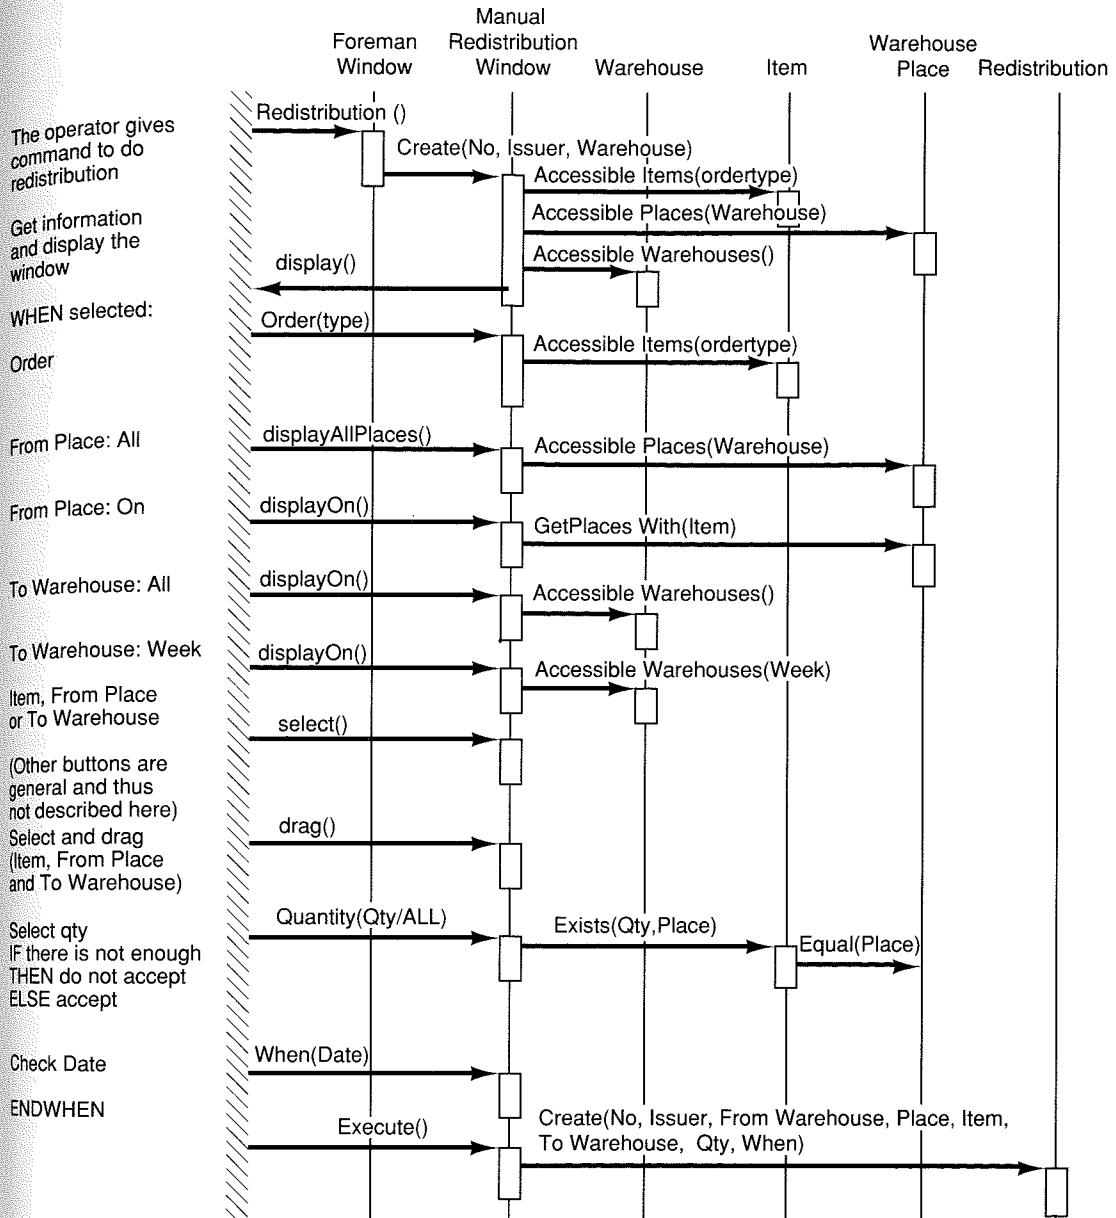 Foreman
Window
Manual
Redistribution
Window
Warehouse
Item
Warehouse
Place
Redistribution
The operator gives
command to do
redistribution
Redistribution ()
Create(No, Issuer, Warehouse)
Accessible Items(ordertype)
Get information
and display the
window
Accessible Places(Warehouse)
Accessible Warehouses()
display()
WHEN selected:
Order(type)
Order
Accessible Items(ordertype)
From Place: All
displayAllPlaces()
Accessible Places(Warehouse)
From Place: On
displayOn()
GetPlaces With(Item)
To Warehouse: All
displayOn()
Accessible Warehouses()
To Warehouse: Week
displayOn()
Accessible Warehouses(Week)
Item, From Place
or To Warehouse
select()
(Other buttons are
general and thus
not described here)
Select and drag
(Item, From Place
and To Warehouse)
drag()
Quantity(Qty/ALL)
Exists(Qty,Place)
Equal(Place)
Select qty
IF there is not enough
THEN do not accept
ELSE accept
Check Date
When(Date)
ENDWHEN
Execute()
Create(No, Issuer, From Warehouse, Place, Item,
To Warehouse, Qty, When)